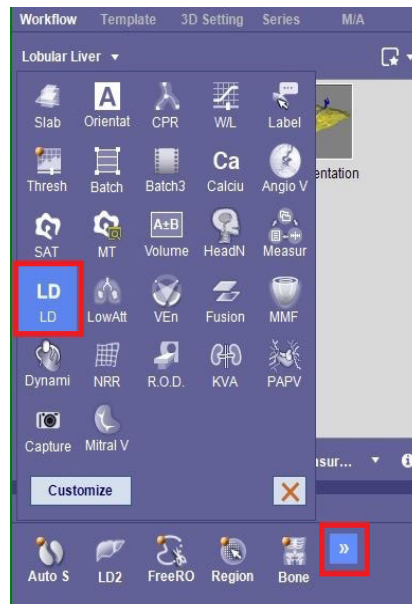 Workflow Template 3D Setting Series M/A
Lobular Liver
A
Slab Orientat CPR W/L Label
Ca
entation
Thresh Batch Batch3 Calciu Angio V
A±B
SAT MT Volume HeadN Measur
LD
LD LowAtt VEn Fusion MMF
Dynami NRR R.O.D. KVA PAPV
Capture Mitral V
nsur...
Customize
»
Auto S LD2 FreeRO Region Bone